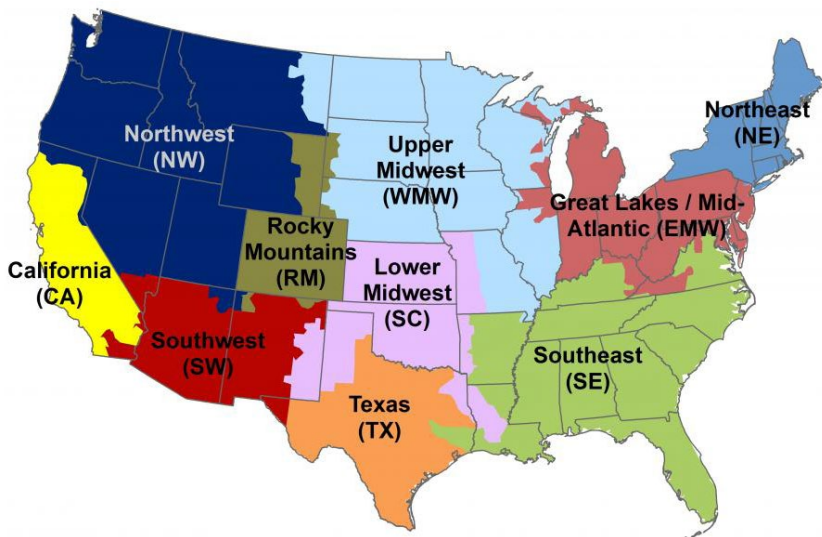 Northeast
(NE)
Northwest
(NW)
Upper
Midwest
(WMW)
Great Lakes / Mid-
Atlantic (EMW)
Rocky
Mountains
(RM)
California
(CA)
Lower
Midwest
(SC)
Southwest
(SW)
Southeast
(SE)
Texas
(TX)